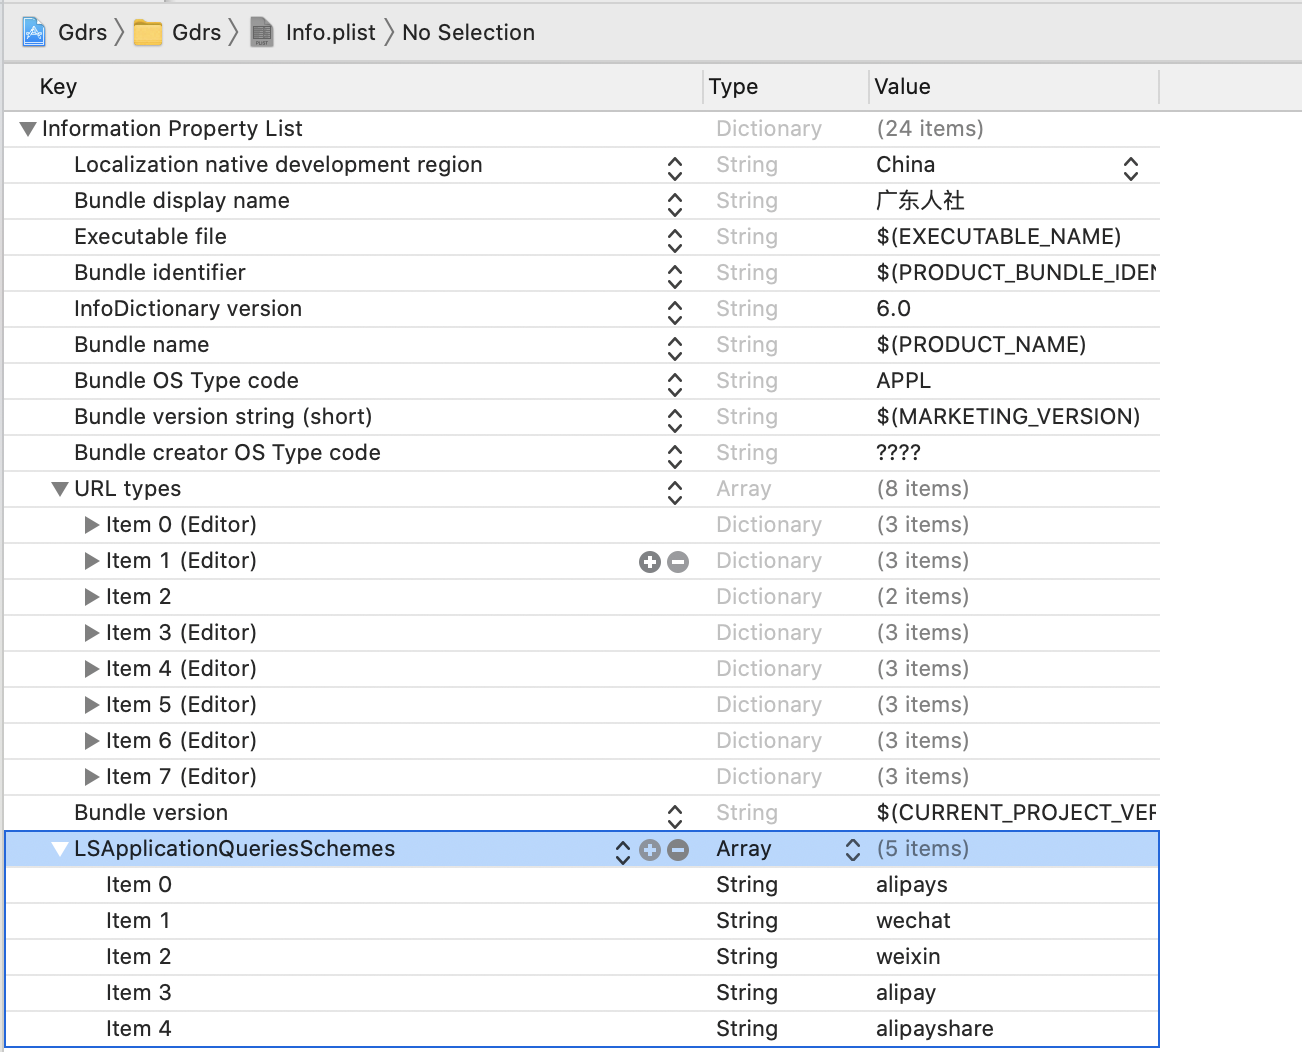 Gdrs Gdrs Info.plist No Selection
Key Type Value
Information Property List Dictionary (24 items)
Localization native development region String China
Bundle display name String 广东人社
Executable file String $(EXECUTABLE_NAME)
Bundle identifier String $(PRODUCT_BUNDLE_IDEN
InfoDictionary version String 6.0
Bundle name String $(PRODUCT_NAME)
Bundle OS Type code String APPL
Bundle version string (short) String $(MARKETING_VERSION)
Bundle creator OS Type code String ????
URL types Array (8 items)
Item 0 (Editor) Dictionary (3 items)
Item 1 (Editor) Dictionary (3 items)
Item 2 Dictionary (2 items)
Item 3 (Editor) Dictionary (3 items)
Item 4 (Editor) Dictionary (3 items)
Item 5 (Editor) Dictionary (3 items)
Item 6 (Editor) Dictionary (3 items)
Item 7 (Editor) Dictionary (3 items)
Bundle version String $(CURRENT_PROJECT_VER
LSApplicationQueriesSchemes Array (5 items)
Item 0 String alipays
Item 1 String wechat
Item 2 String weixin
Item 3 String alipay
Item 4 String alipayshare